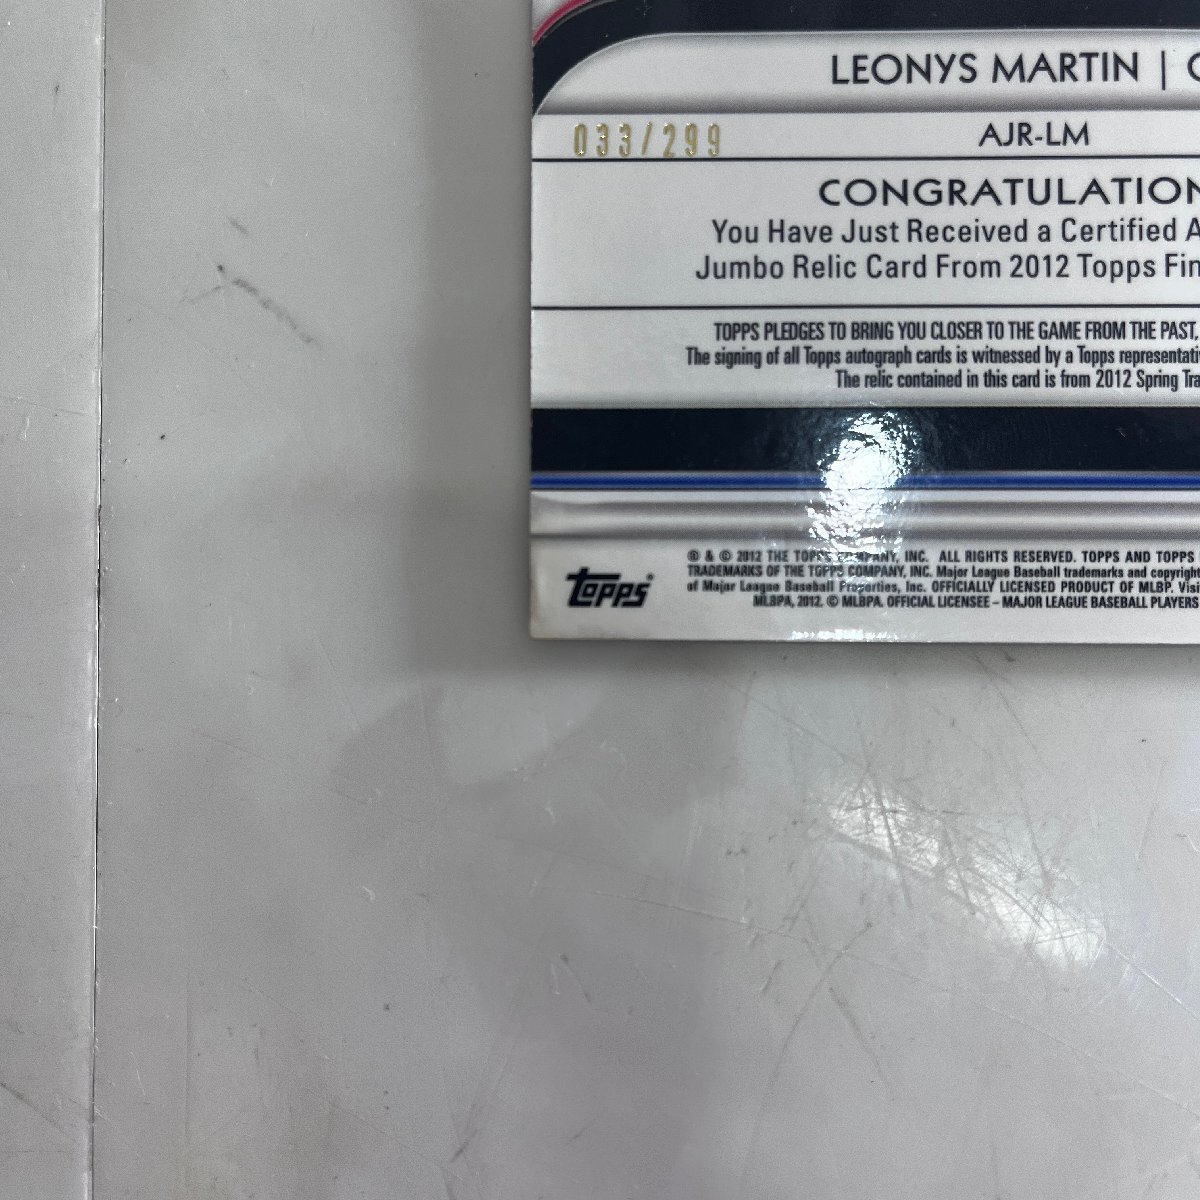 LEONYS MARTIN |
033/299
AJR-LM
CONGRATULATION
You Have Just Received a Certified A
Jumbo Relic Card From 2012 Topps Fin
TOPPS PLEDGES TO BRING YOU CLOSER TO THE GAME FROM THE PAST,
The signing of all Topps autograph cards is witnessed by a Topps representati
The relic contained in this card is from 2012 Spring Tra
topps
® & © 2012 THE TOPPS COMPANY, INC. ALL RIGHTS RESERVED. TOPPS AND TOPPS
TRADEMARKS OF THE TOPPS COMPANY, INC. Major League Baseball trademarks and copyright
of Major League Baseball Properties, Inc. OFFICIALLY LICENSED PRODUCT OF MLBP. Visi
MLBPA, 2012. © MLBPA. OFFICIAL LICENSEE – MAJOR LEAGUE BASEBALL PLAYERS